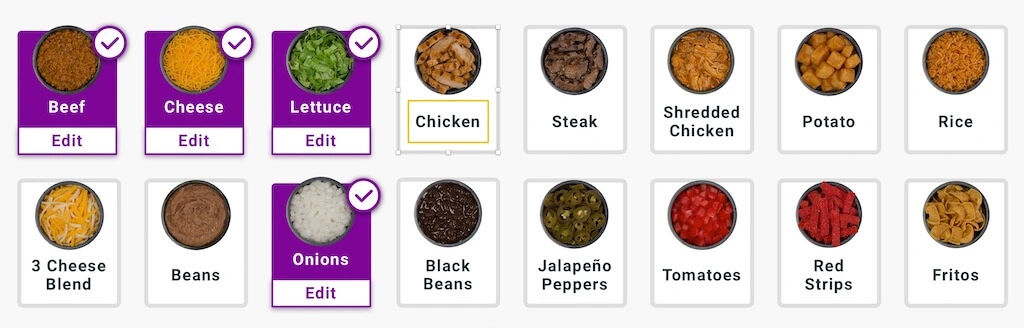 Beef
Cheese
Lettuce
Chicken
Steak
Shredded
Chicken
Potato
Rice
Edit
Edit
Edit
3 Cheese
Blend
Beans
Onions
Edit
Black
Beans
Jalapeño
Peppers
Tomatoes
Red
Strips
Fritos